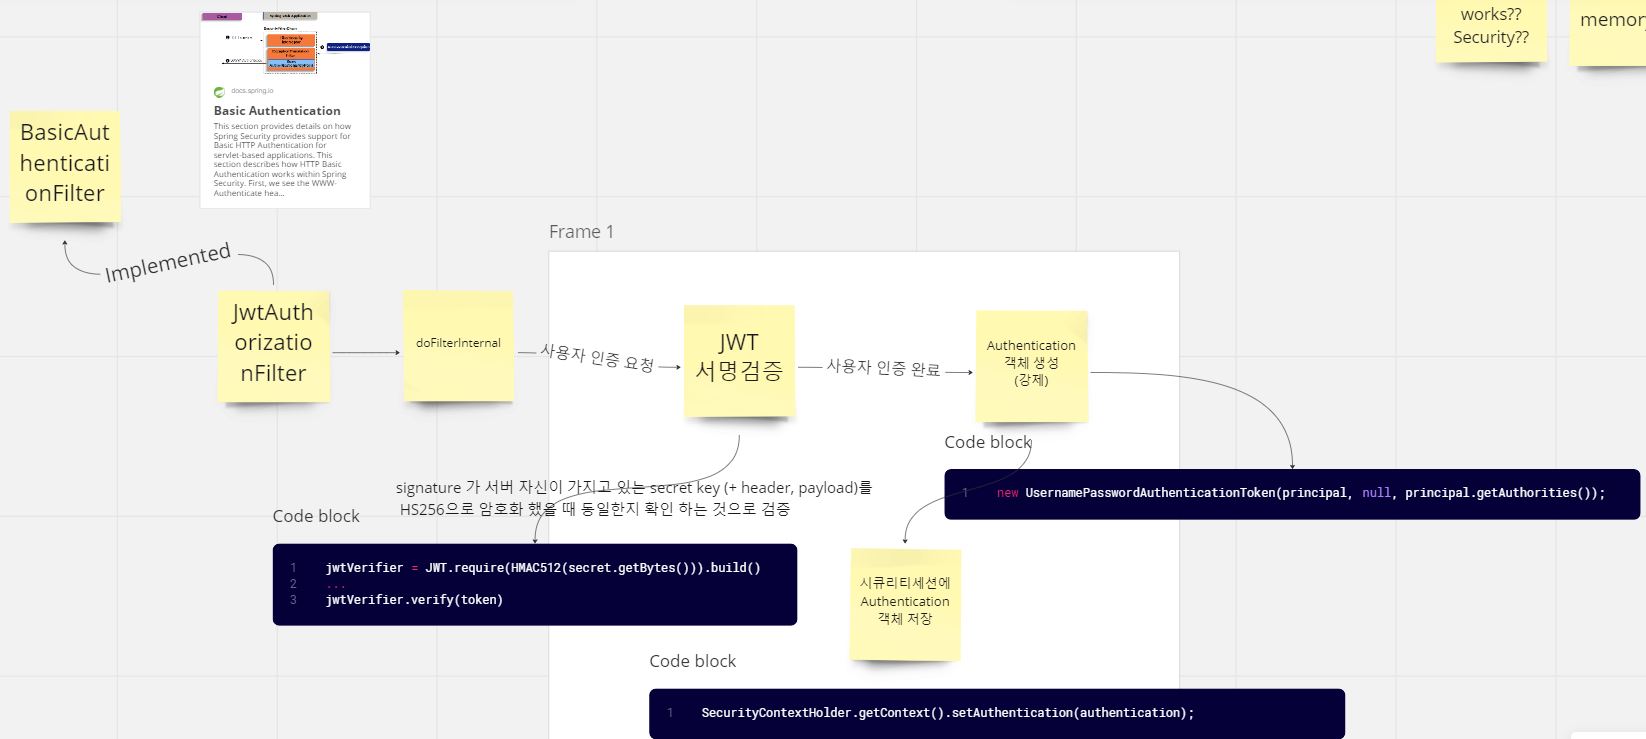 Client
docs.spring.io
Basic Authentication
This section provides details on how
Spring Security provides support for
Basic HTTP Authentication for
servlet-based applications. This
section describes how HTTP Basic
Authentication works within Spring
Security. First, we see the WWW-
Authenticate hea...
works??
Security??
memory
BasicAut
henticati
onFilter
Implemented
Frame 1
JwtAuth
orizatio
nFilter
doFilterInternal
사용자 인증 요청
JWT
서명검증
사용자 인증 완료
Authentication
객체 생성
(강제)
Code block
1 new UsernamePasswordAuthenticationToken(principal, null, principal.getAuthorities());
signature 가 서버 자신이 가지고 있는 secret key (+ header, payload)를
HS256으로 암호화 했을 때 동일한지 확인 하는 것으로 검증
Code block
1 jwtVerifier = JWT.require(HMAC512(secret.getBytes())).build()
2 ...
3 jwtVerifier.verify(token)
시큐리티세션에
Authentication
객체 저장
Code block
1 SecurityContextHolder.getContext().setAuthentication(authentication);